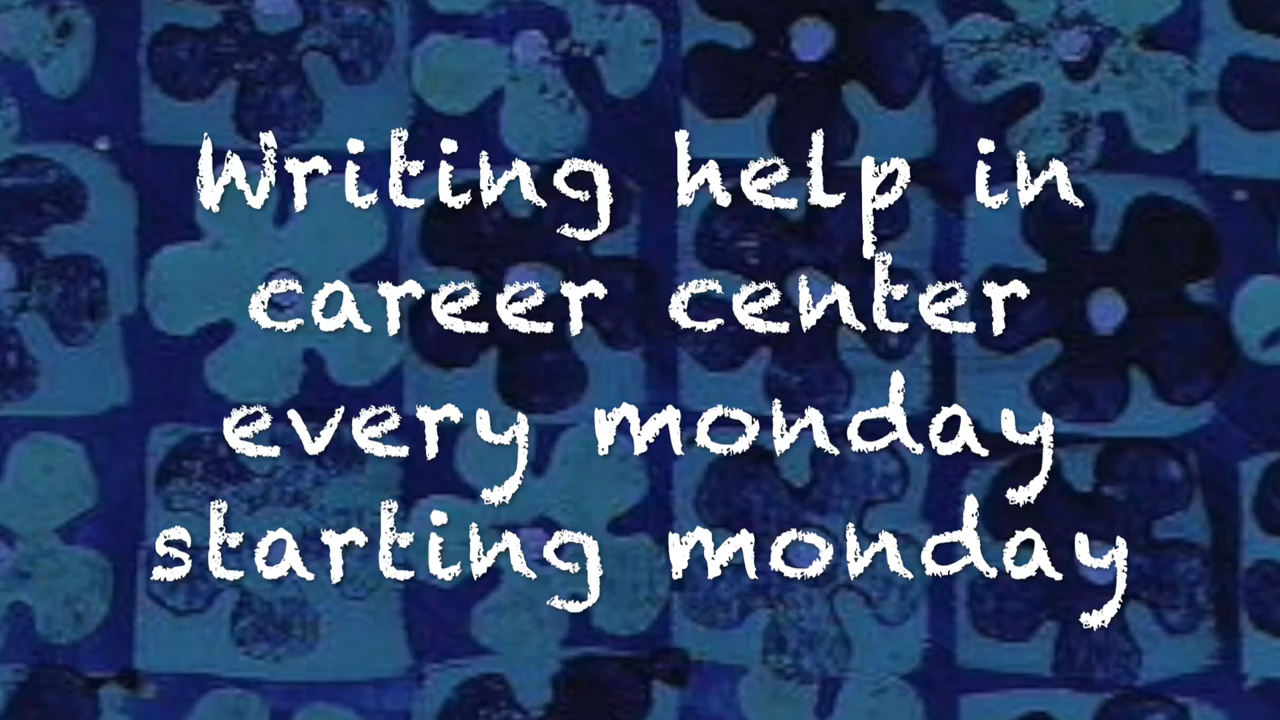 Writing help in
career center
every monday
starting monday